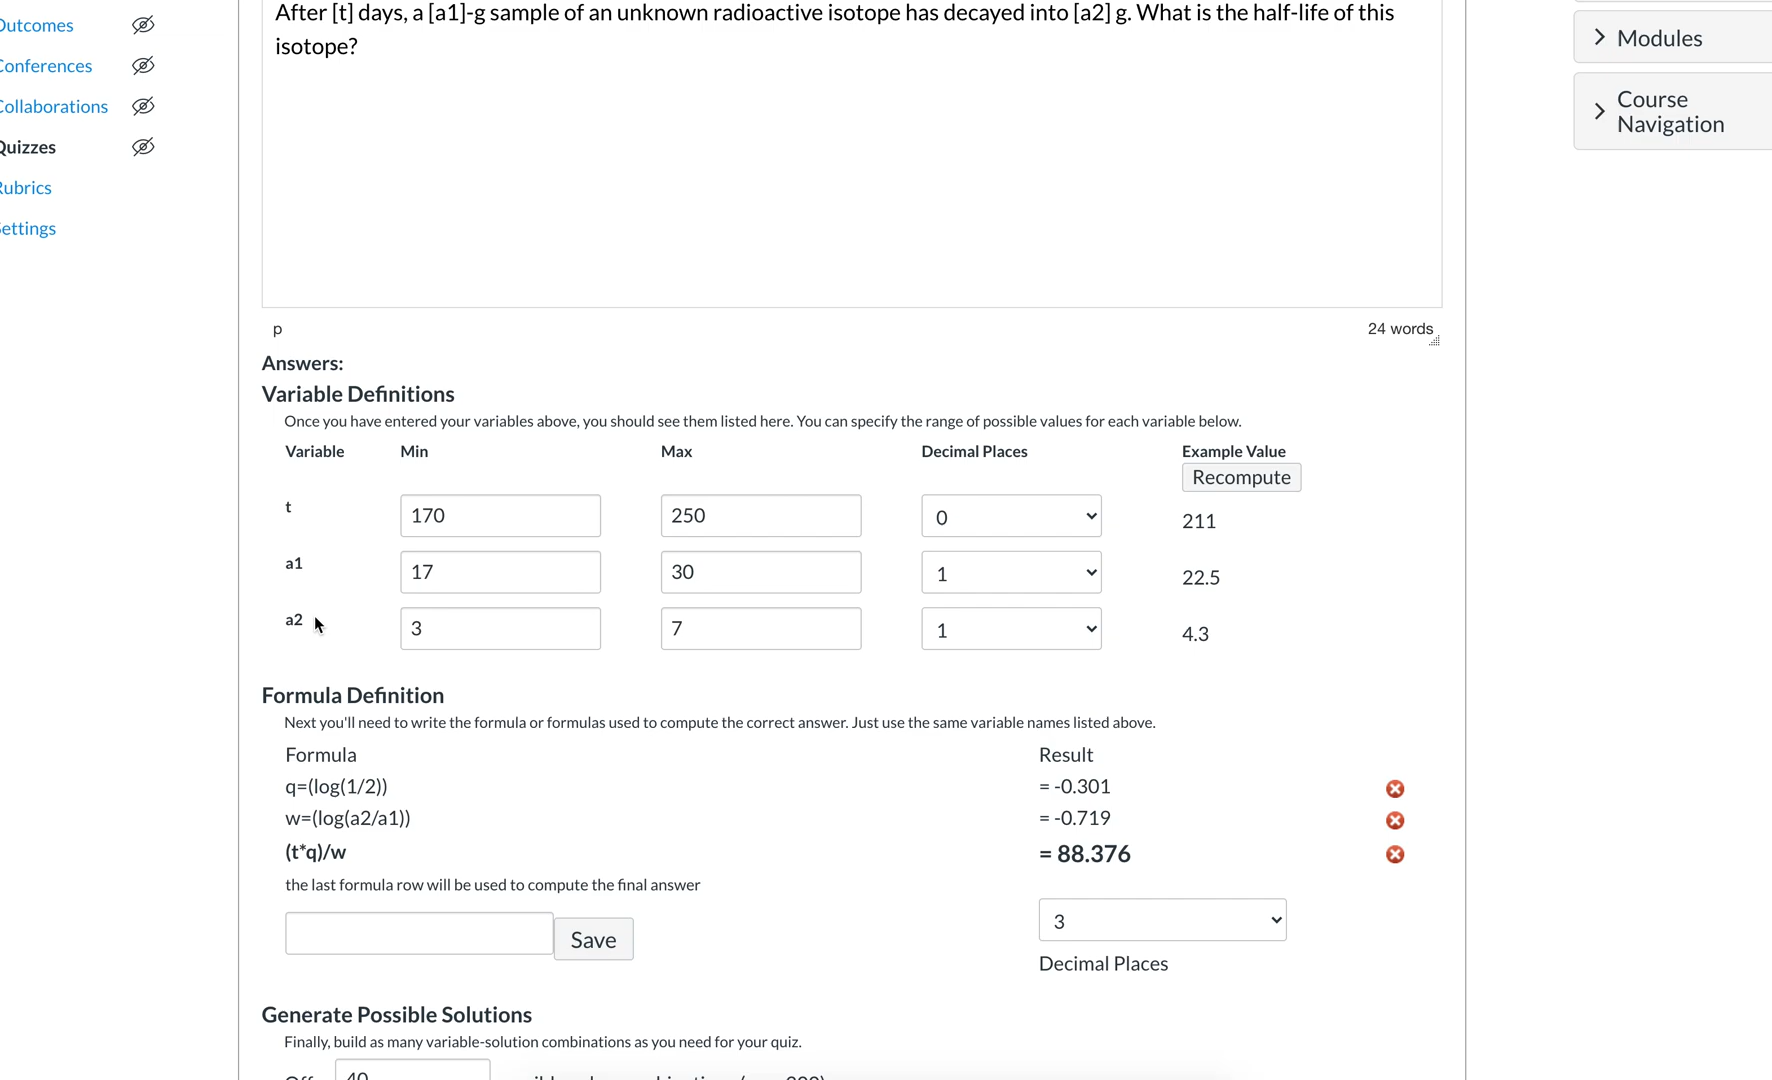 After [t] days, a [a1]-g sample of an unknown radioactive isotope has decayed into [a2] g. What is the half-life of this
isotope?
Outcomes
Conferences
Collaborations
Quizzes
Rubrics
ettings
Modules
Course
Navigation
p
24 words
Answers:
Variable Definitions
Once you have entered your variables above, you should see them listed here. You can specify the range of possible values for each variable below.
Variable Min Max Decimal Places Example Value
Recompute
t 170 250 0 211
a1 17 30 1 22.5
a2 3 7 1 4.3
Formula Definition
Next you'll need to write the formula or formulas used to compute the correct answer. Just use the same variable names listed above.
Formula Result
q=(log(1/2)) = -0.301
w=(log(a2/a1)) = -0.719
(t*q)/w = 88.376
the last formula row will be used to compute the final answer
Save 3
Decimal Places
Generate Possible Solutions
Finally, build as many variable-solution combinations as you need for your quiz.
40